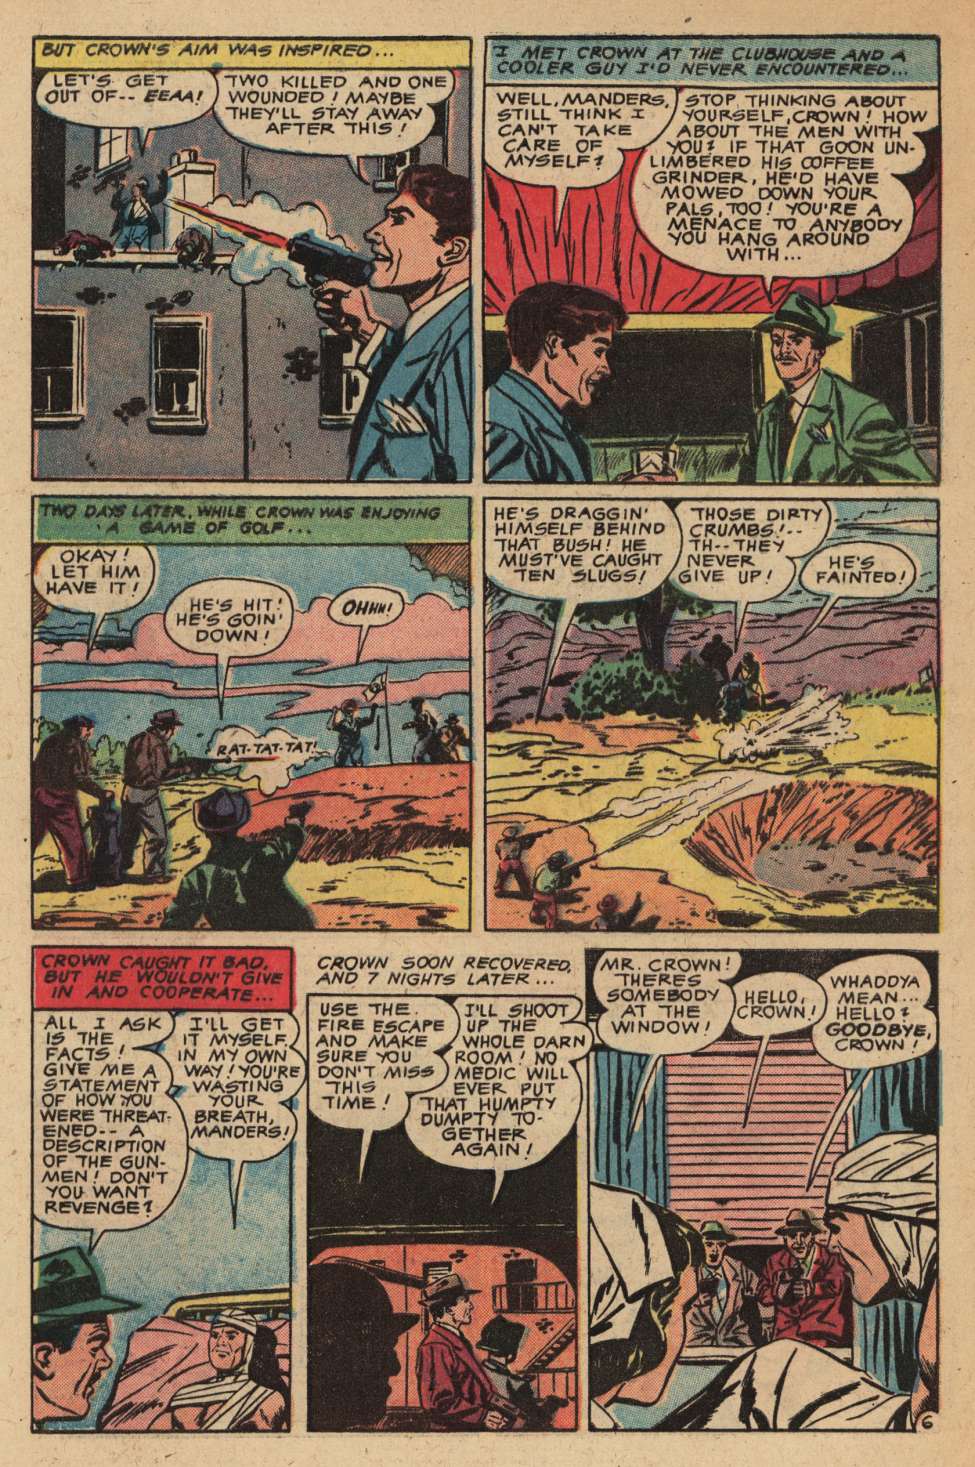 BUT CROWN'S AIM WAS INSPIRED...
LET'S GET
OUT OF-- EEAA!
TWO KILLED AND ONE
WOUNDED! MAYBE
THEY'LL STAY AWAY
AFTER THIS!
I MET CROWN AT THE CLUBHOUSE AND A
COOLER GUY I'D NEVER ENCOUNTERED...
WELL, MANDERS,
STILL THINK I
CAN'T TAKE
CARE OF
MYSELF?
STOP THINKING ABOUT
YOURSELF, CROWN! HOW
ABOUT THE MEN WITH
YOU? IF THAT GOON UN-
LIMBERED HIS COFFEE
GRINDER, HE'D HAVE
MOWED DOWN YOUR
PALS, TOO! YOU'RE A
MENACE TO ANYBODY
YOU HANG AROUND
WITH...
TWO DAYS LATER, WHILE CROWN WAS ENJOYING
A GAME OF GOLF...
OKAY!
LET HIM
HAVE IT!
HE'S HIT!
HE'S GOIN'
DOWN!
OHHH!
RAT-TAT-TAT!
HE'S DRAGGIN'
HIMSELF BEHIND
THAT BUSH! HE
MUST'VE CAUGHT
TEN SLUGS!
THOSE DIRTY
CRUMBS!--
TH--THEY
NEVER
GIVE UP!
HE'S
FAINTED!
CROWN CAUGHT IT BAD,
BUT HE WOULDN'T GIVE
IN AND COOPERATE...
ALL I ASK
IS THE
FACTS!
GIVE ME A
STATEMENT
OF HOW YOU
WERE THREAT-
ENED-- A
DESCRIPTION
OF THE GUN-
MEN! DON'T
YOU WANT
REVENGE?
I'LL GET
IT MYSELF,
IN MY OWN
WAY! YOU'RE
WASTING
YOUR
BREATH,
MANDERS!
CROWN SOON RECOVERED,
AND 7 NIGHTS LATER...
USE THE
FIRE ESCAPE
AND MAKE
SURE YOU
DON'T MISS
THIS
TIME!
I'LL SHOOT
UP THE
WHOLE DARN
ROOM! NO
MEDIC WILL
EVER PUT
THAT HUMPTY
DUMPTY TO-
GETHER
AGAIN!
MR. CROWN!
THERES
SOMEBODY
AT THE
WINDOW!
HELLO,
CROWN!
WHADDYA
MEAN...
HELLO?
GOODBYE,
CROWN!
6